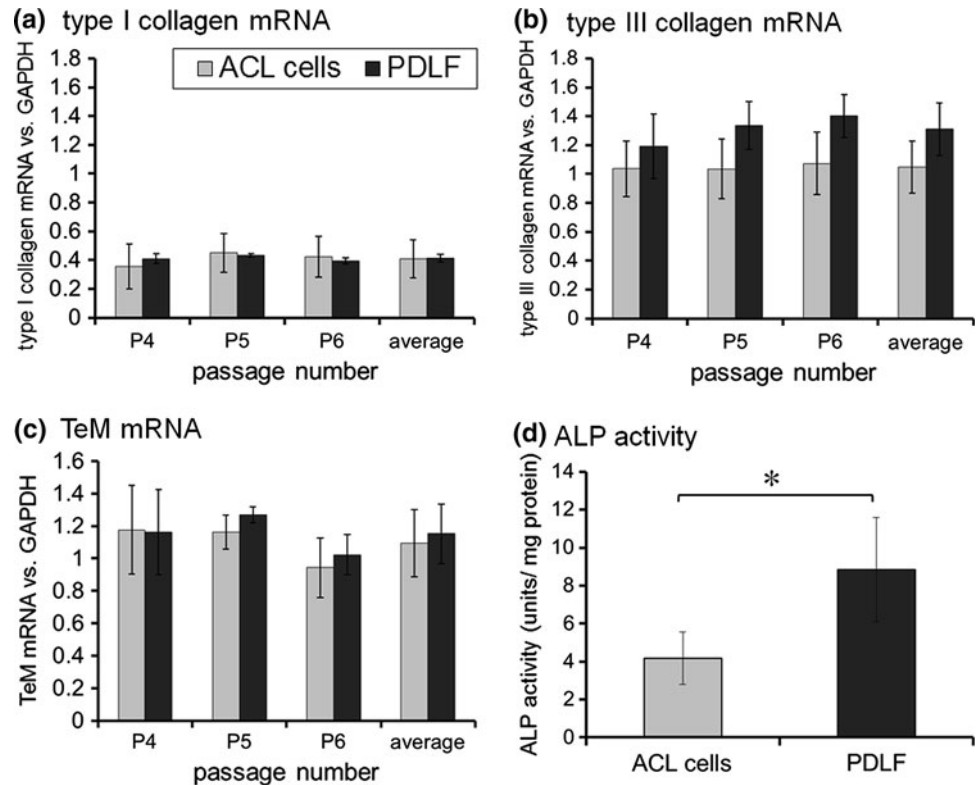 (a) type I collagen mRNA
type I collagen mRNA vs. GAPDH
1.8
1.6
1.4
1.2
1
0.8
0.6
0.4
0.2
0
ACL cells PDLF
P4 P5 P6 average
passage number
(b) type III collagen mRNA
type III collagen mRNA vs. GAPDH
1.8
1.6
1.4
1.2
1
0.8
0.6
0.4
0.2
0
P4 P5 P6 average
passage number
(c) TeM mRNA
TeM mRNA vs. GAPDH
1.6
1.4
1.2
1
0.8
0.6
0.4
0.2
0
P4 P5 P6 average
passage number
(d) ALP activity
ALP activity (units/ mg protein)
14
12
10
8
6
4
2
0
*
ACL cells PDLF